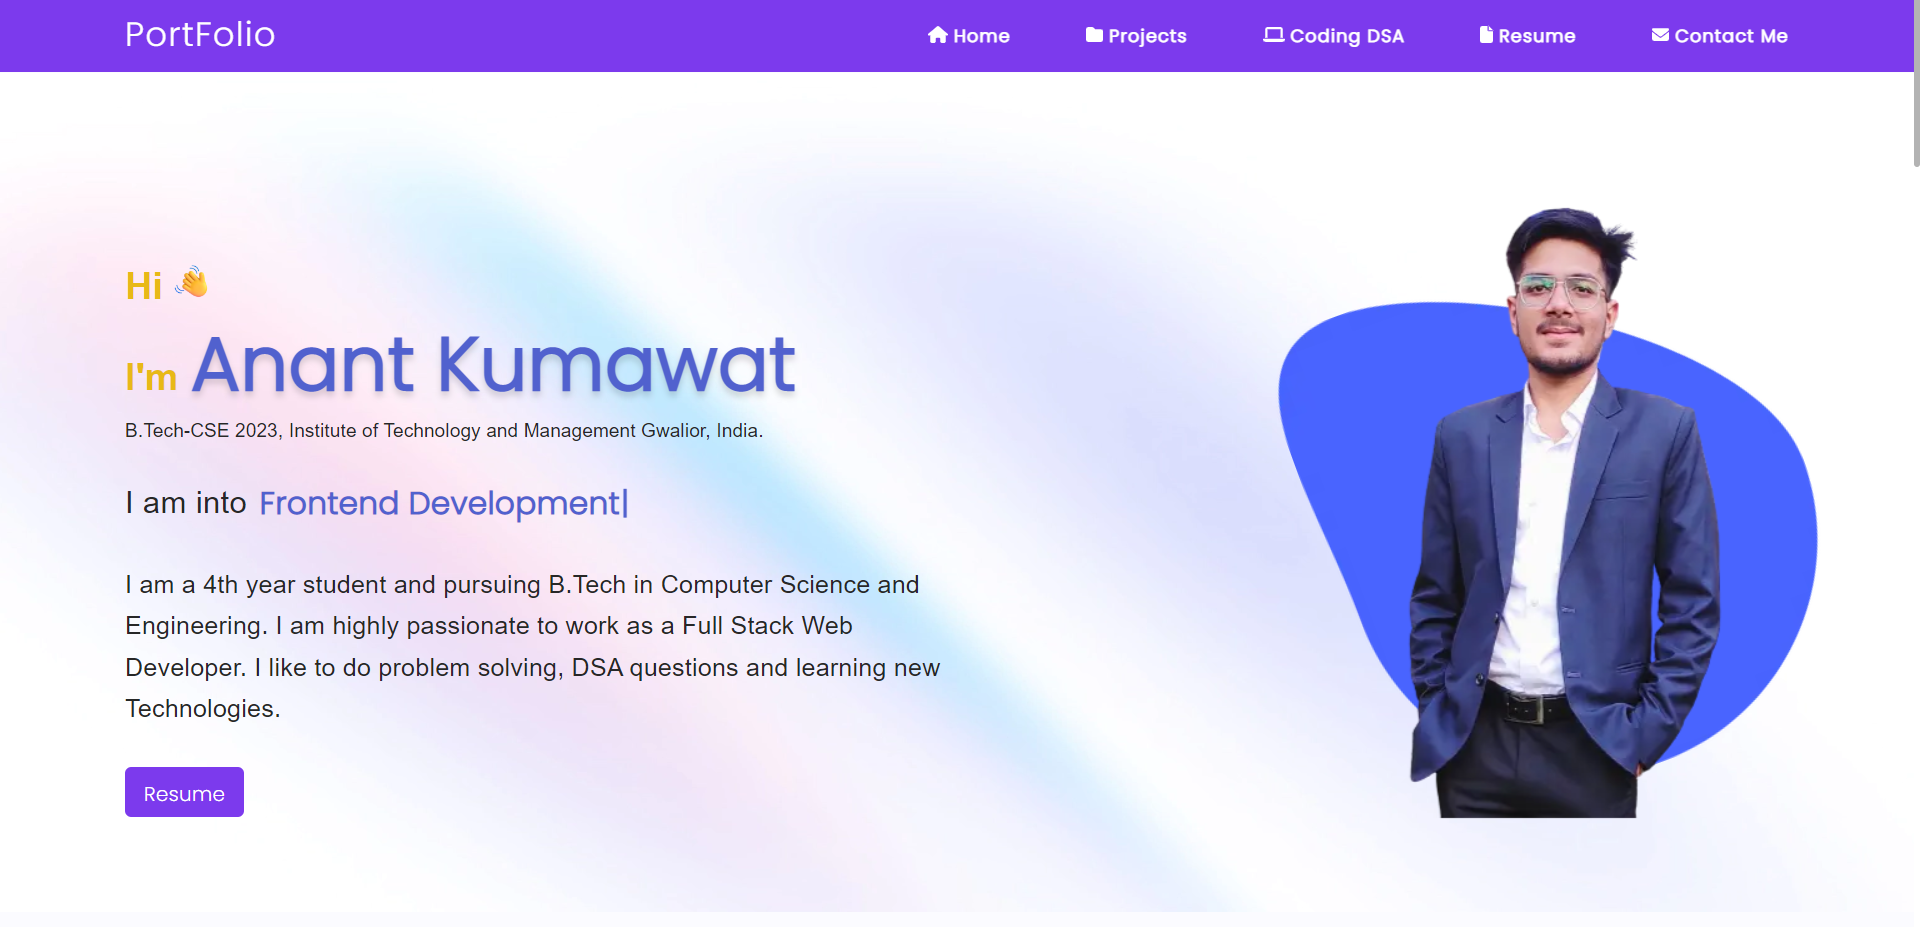 PortFolio
Home Projects Coding DSA Resume Contact Me
Hi 👋
I'm Anant Kumawat
B.Tech-CSE 2023, Institute of Technology and Management Gwalior, India.
I am into Frontend Development|
I am a 4th year student and pursuing B.Tech in Computer Science and
Engineering. I am highly passionate to work as a Full Stack Web
Developer. I like to do problem solving, DSA questions and learning new
Technologies.
Resume